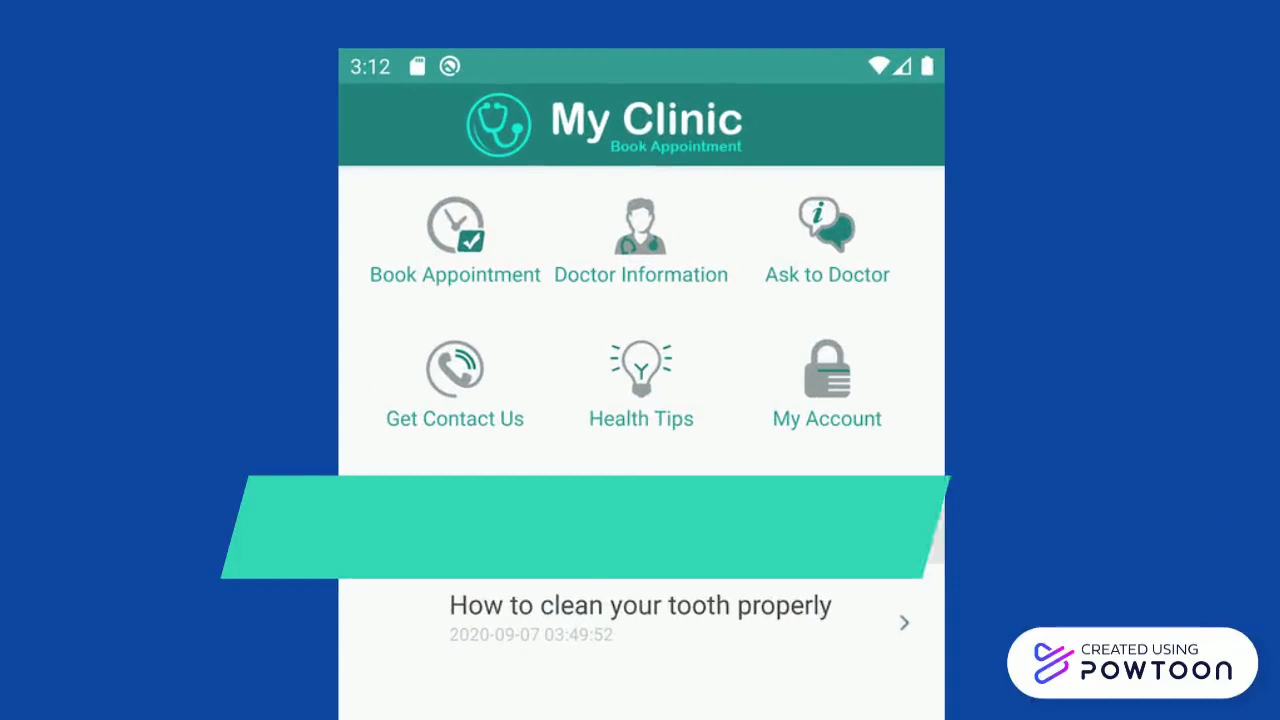 3:12
My Clinic
Book Appointment
Book Appointment Doctor Information Ask to Doctor
Get Contact Us Health Tips My Account
How to clean your tooth properly
2020-09-07 03:49:52
CREATED USING
POWTOON